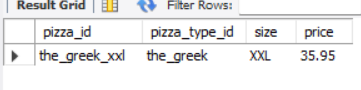 Result Grid Filter Rows:
pizza_id pizza_type_id size price
the_greek_xxl the_greek XXL 35.95